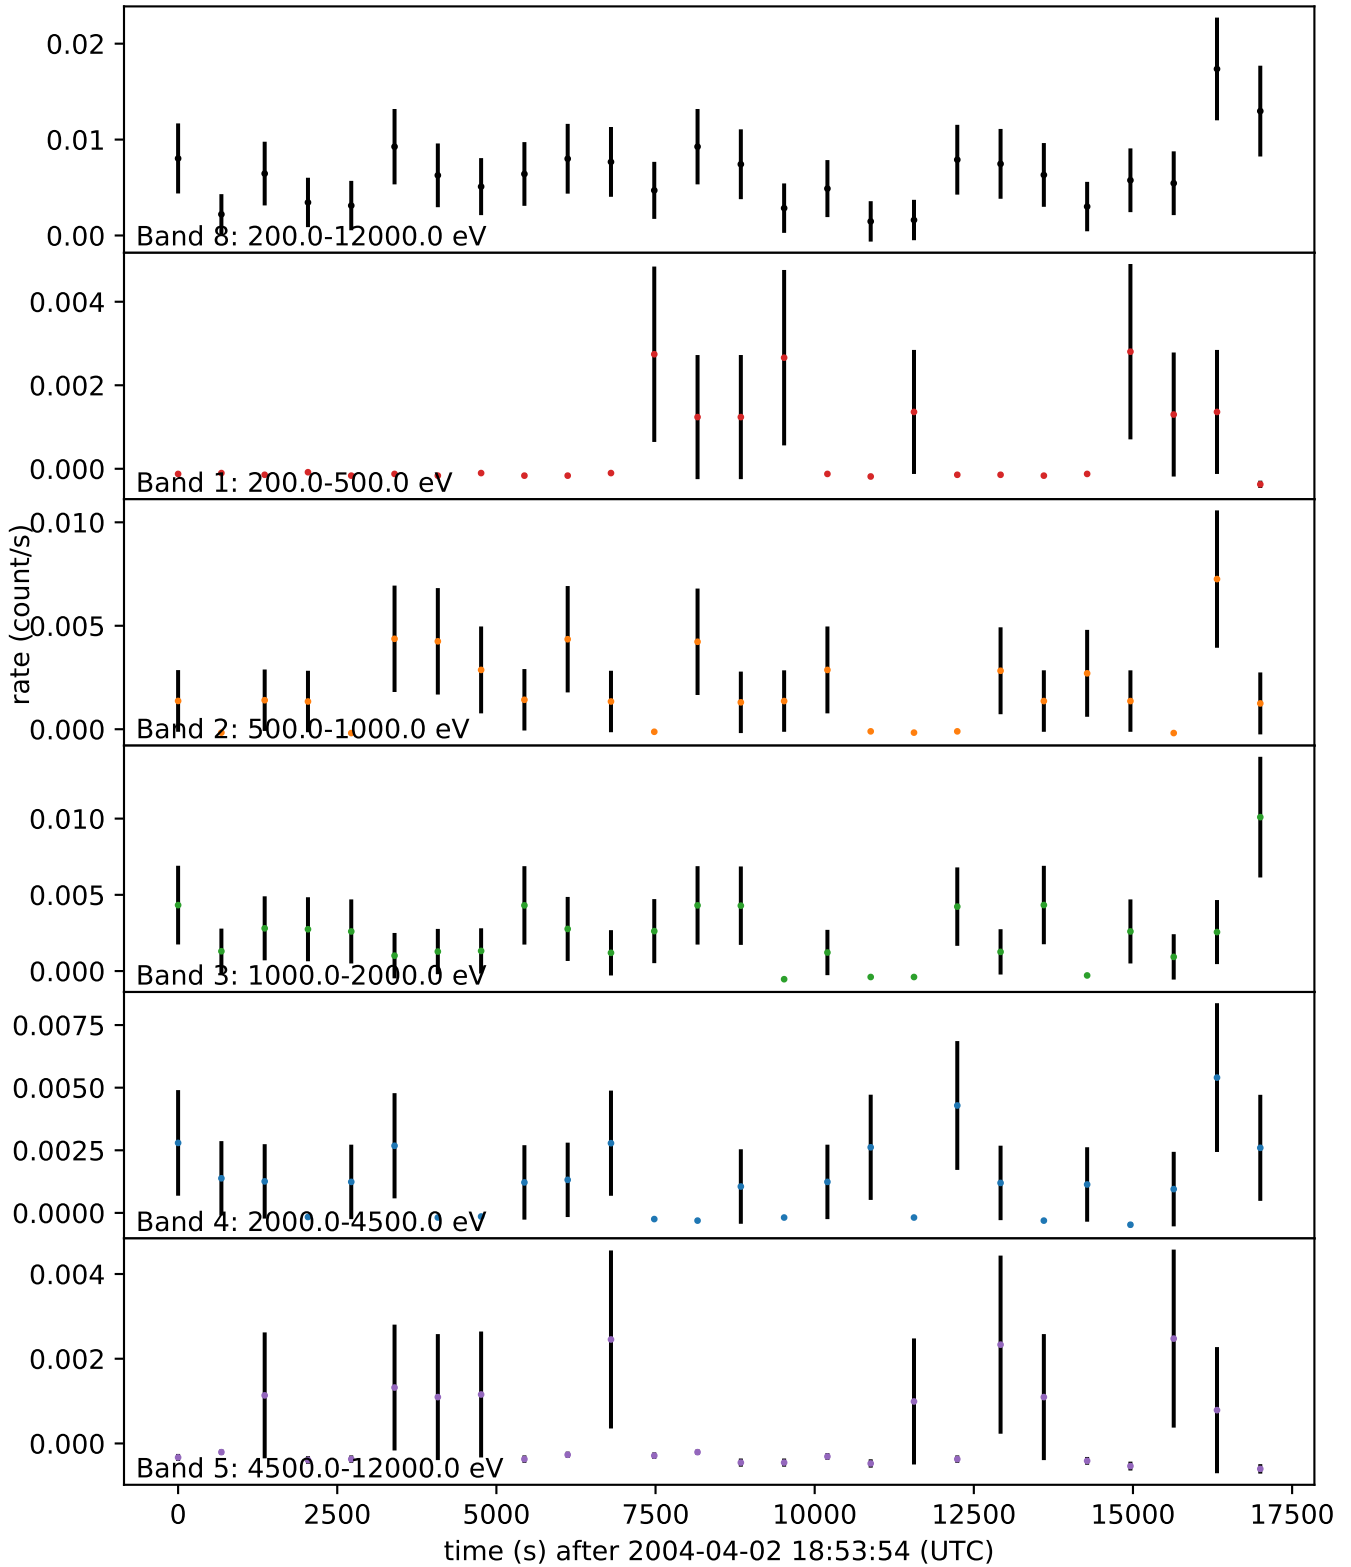 0.02
0.01
0.00
Band 8: 200.0-12000.0 eV
0.004
0.002
0.000
Band 1: 200.0-500.0 eV
rate (count/s)
0.010
0.005
0.000
Band 2: 500.0-1000.0 eV
0.010
0.005
0.000
Band 3: 1000.0-2000.0 eV
0.0075
0.0050
0.0025
0.0000
Band 4: 2000.0-4500.0 eV
0.004
0.002
0.000
Band 5: 4500.0-12000.0 eV
0 2500 5000 7500 10000 12500 15000 17500
time (s) after 2004-04-02 18:53:54 (UTC)